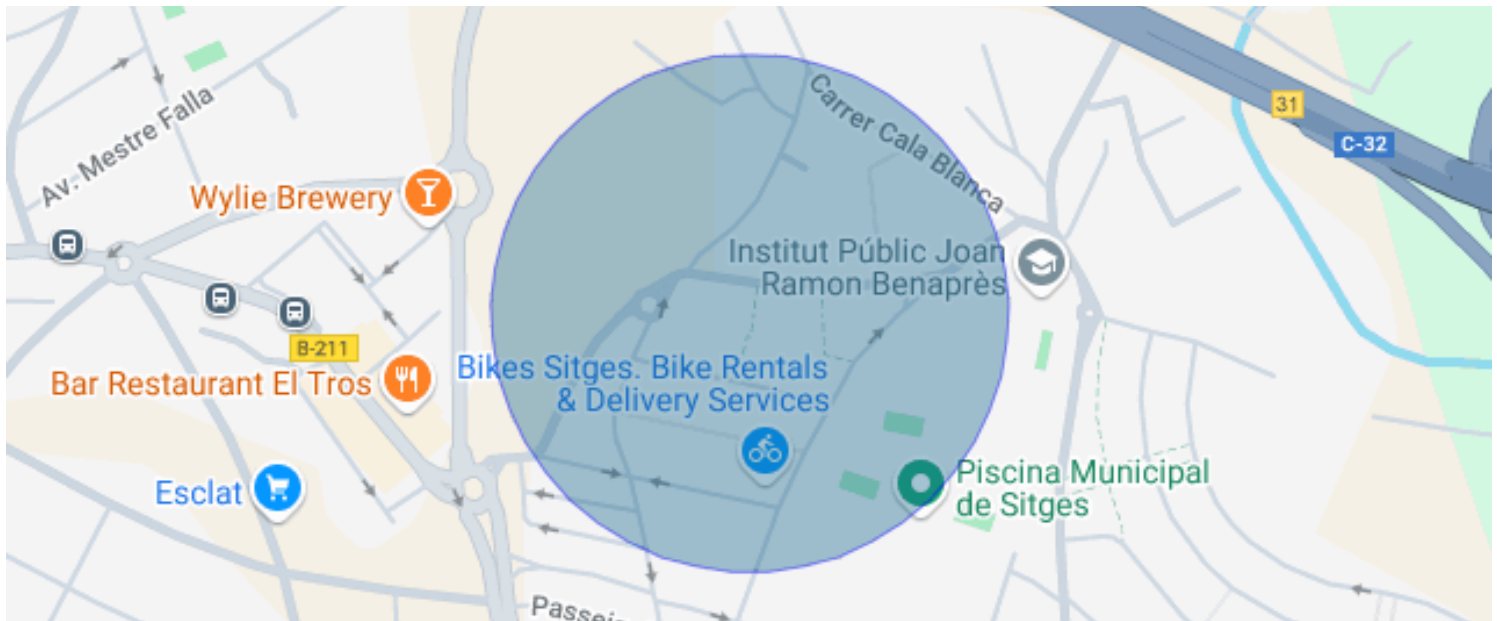 Av. Mestre Falla
Wylie Brewery
Carrer Cala Blanca
31
C-32
Institut Públic Joan
Ramon Benaprès
B-211
Bar Restaurant El Tros
Bikes Sitges. Bike Rentals
& Delivery Services
Esclat
Piscina Municipal
de Sitges